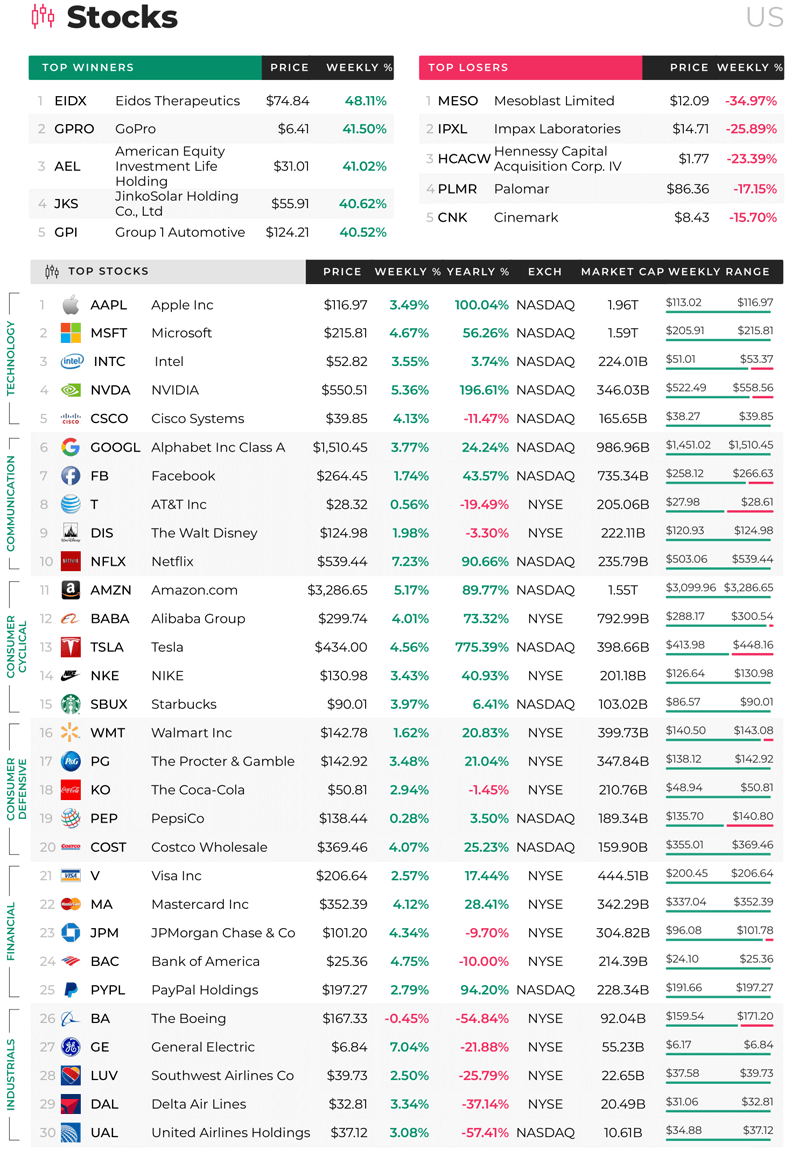 Stocks
US
TOP WINNERS PRICE WEEKLY %
1 EIDX Eidos Therapeutics $74.84 48.11%
2 GPRO GoPro $6.41 41.50%
American Equity
3 AEL Investment Life $31.01 41.02%
Holding
4 JKS JinkoSolar Holding $55.91 40.62%
Co., Ltd
5 GPI Group 1 Automotive $124.21 40.52%
TOP LOSERS PRICE WEEKLY %
1 MESO Mesoblast Limited $12.09 -34.97%
2 IPXL Impax Laboratories $14.71 -25.89%
3 HCACW Hennessy Capital $1.77 -23.39%
Acquisition Corp. IV
4 PLMR Palomar $86.36 -17.15%
5 CNK Cinemark $8.43 -15.70%
TOP STOCKS PRICE WEEKLY % YEARLY % EXCH MARKET CAP WEEKLY RANGE
TECHNOLOGY
1 AAPL Apple Inc $116.97 3.49% 100.04% NASDAQ 1.96T $113.02 $116.97
2 MSFT Microsoft $215.81 4.67% 56.26% NASDAQ 1.59T $205.91 $215.81
3 intel INTC Intel $52.82 3.55% 3.74% NASDAQ 224.01B $51.01 $53.37
4 NVDA NVIDIA $550.51 5.36% 196.61% NASDAQ 346.03B $522.49 $558.56
5 CISCO CSCO Cisco Systems $39.85 4.13% -11.47% NASDAQ 165.65B $38.27 $39.85
COMMUNICATION
6 G GOOGL Alphabet Inc Class A $1,510.45 3.77% 24.24% NASDAQ 986.96B $1,451.02 $1,510.45
7 f FB Facebook $264.45 1.74% 43.57% NASDAQ 735.34B $258.12 $266.63
8 T AT&T Inc $28.32 0.56% -19.49% NYSE 205.06B $27.98 $28.61
9 DIS The Walt Disney $124.98 1.98% -3.30% NYSE 222.11B $120.93 $124.98
10 NETFLIX NFLX Netflix $539.44 7.23% 90.66% NASDAQ 235.79B $503.06 $539.44
CONSUMER
CYCLICAL
11 a AMZN Amazon.com $3,286.65 5.17% 89.77% NASDAQ 1.55T $3,099.96 $3,286.65
12 BABA Alibaba Group $299.74 4.01% 73.32% NYSE 792.99B $288.17 $300.54
13 TSLA Tesla $434.00 4.56% 775.39% NASDAQ 398.66B $413.98 $448.16
14 NKE NIKE $130.98 3.43% 40.93% NYSE 201.18B $126.64 $130.98
15 SBUX Starbucks $90.01 3.97% 6.41% NASDAQ 103.02B $86.57 $90.01
CONSUMER
DEFENSIVE
16 WMT Walmart Inc $142.78 1.62% 20.83% NYSE 399.73B $140.50 $143.08
17 P&G PG The Procter & Gamble $142.92 3.48% 21.04% NYSE 347.84B $138.12 $142.92
18 Coca-Cola KO The Coca-Cola $50.81 2.94% -1.45% NYSE 210.76B $48.94 $50.81
19 PEP PepsiCo $138.44 0.28% 3.50% NASDAQ 189.34B $135.70 $140.80
20 COSTCO COST Costco Wholesale $369.46 4.07% 25.23% NASDAQ 159.90B $355.01 $369.46
FINANCIAL
21 VISA V Visa Inc $206.64 2.57% 17.44% NYSE 444.51B $200.45 $206.64
22 MasterCard MA Mastercard Inc $352.39 4.12% 28.41% NYSE 342.29B $337.04 $352.39
23 JPM JPMorgan Chase & Co $101.20 4.34% -9.70% NYSE 304.82B $96.08 $101.78
24 BAC Bank of America $25.36 4.75% -10.00% NYSE 214.39B $24.10 $25.36
25 PYPL PayPal Holdings $197.27 2.79% 94.20% NASDAQ 228.34B $191.66 $197.27
INDUSTRIALS
26 BA The Boeing $167.33 -0.45% -54.84% NYSE 92.04B $159.54 $171.20
27 GE General Electric $6.84 7.04% -21.88% NYSE 55.23B $6.17 $6.84
28 LUV Southwest Airlines Co $39.73 2.50% -25.79% NYSE 22.65B $37.58 $39.73
29 DAL Delta Air Lines $32.81 3.34% -37.14% NYSE 20.49B $31.06 $32.81
30 UAL United Airlines Holdings $37.12 3.08% -57.41% NASDAQ 10.61B $34.88 $37.12